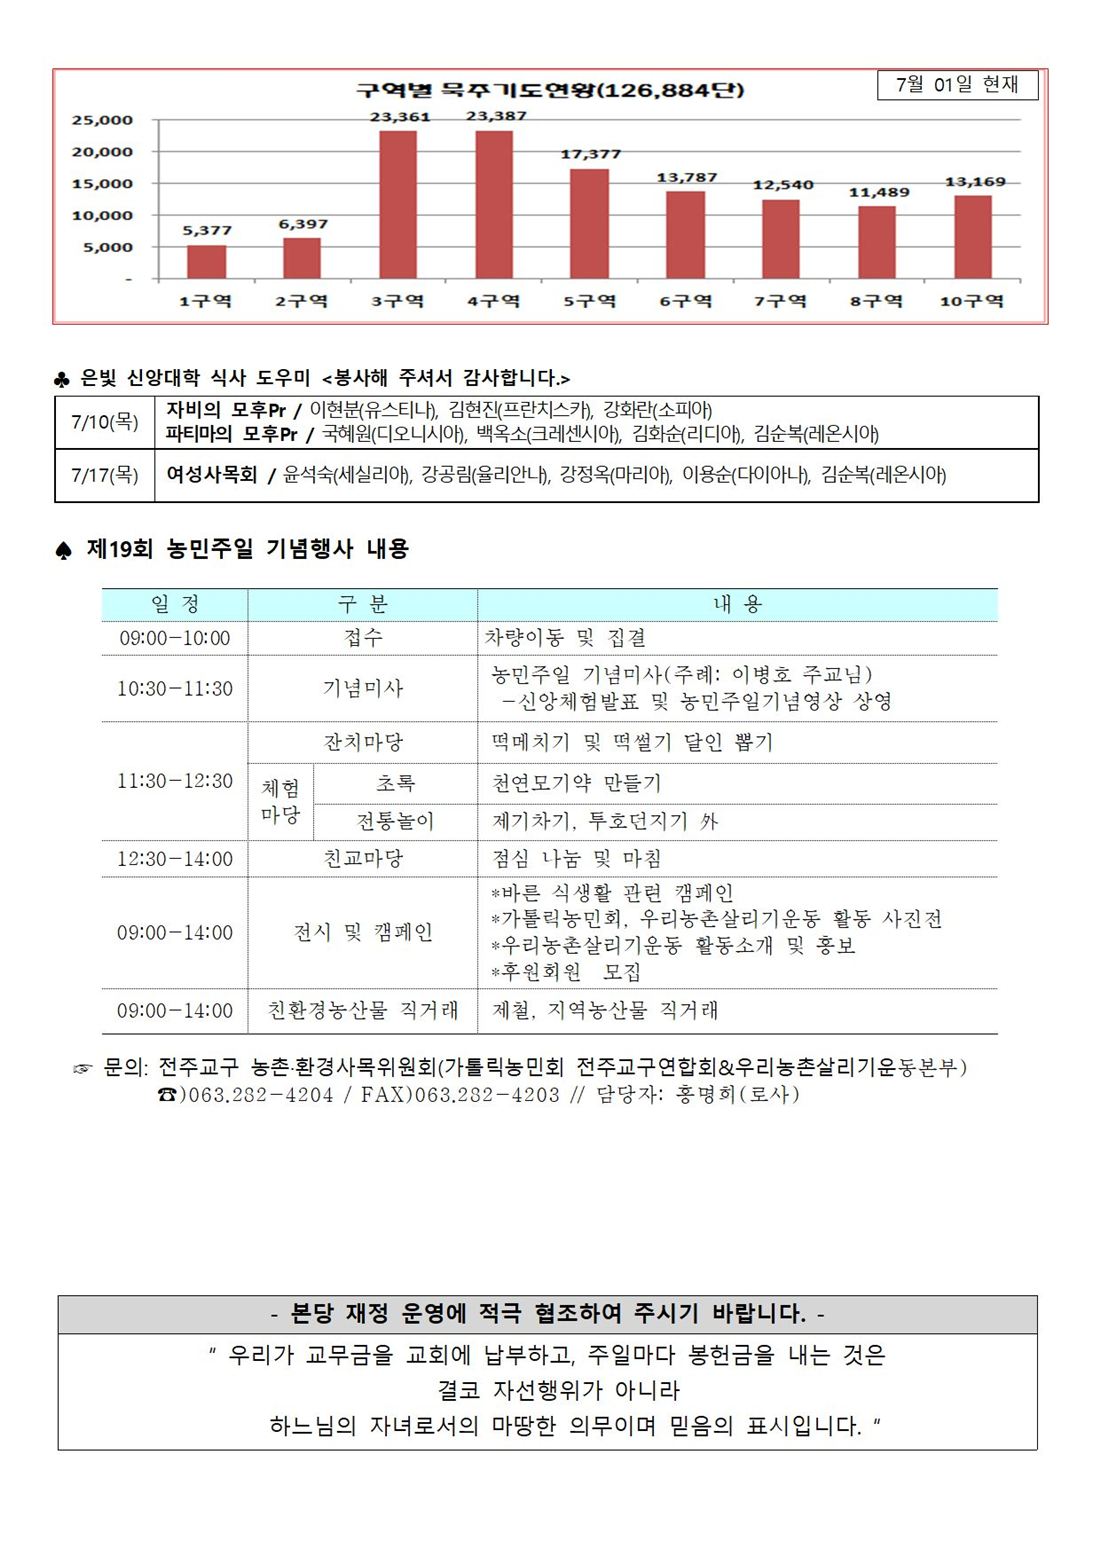 구역별 묵주기도현황(126,884단)
7월 01일 현재
25,000
20,000
15,000
10,000
5,000
-
5,377
6,397
23,361
23,387
17,377
13,787
12,540
11,489
13,169
1구역 2구역 3구역 4구역 5구역 6구역 7구역 8구역 10구역
♣ 은빛 신앙대학 식사 도우미 <봉사해 주셔서 감사합니다.>
7/10(목)
자비의 모후Pr / 이현분(유스티나), 김현진(프란치스카), 강화란(소피아)
파티마의 모후Pr / 국혜원(디오니시아), 백옥소(크레센시아), 김화순(리디아), 김순복(레온시아)
7/17(목) 여성사목회 / 윤석숙(세실리아), 강공림(율리안나), 강정옥(마리아), 이용순(다이아나), 김순복(레온시아)
♠ 제19회 농민주일 기념행사 내용
일 정 구 분 내 용
09:00-10:00 접수 차량이동 및 집결
10:30-11:30 기념미사 농민주일 기념미사(주례: 이병호 주교님)
-신앙체험발표 및 농민주일기념영상 상영
11:30-12:30 잔치마당 떡메치기 및 떡썰기 달인 뽑기
체험
마당
초록 천연모기약 만들기
전통놀이 제기차기, 투호던지기 外
12:30-14:00 친교마당 점심 나눔 및 마침
09:00-14:00 전시 및 캠페인
*바른 식생활 관련 캠페인
*가톨릭농민회, 우리농촌살리기운동 활동 사진전
*우리농촌살리기운동 활동소개 및 홍보
*후원회원 모집
09:00-14:00 친환경농산물 직거래 제철, 지역농산물 직거래
☞ 문의: 전주교구 농촌·환경사목위원회(가톨릭농민회 전주교구연합회&우리농촌살리기운동본부)
☎)063.282-4204 / FAX)063.282-4203 // 담당자: 홍명희(로사)
- 본당 재정 운영에 적극 협조하여 주시기 바랍니다. -
" 우리가 교무금을 교회에 납부하고, 주일마다 봉헌금을 내는 것은
결코 자선행위가 아니라
하느님의 자녀로서의 마땅한 의무이며 믿음의 표시입니다. "